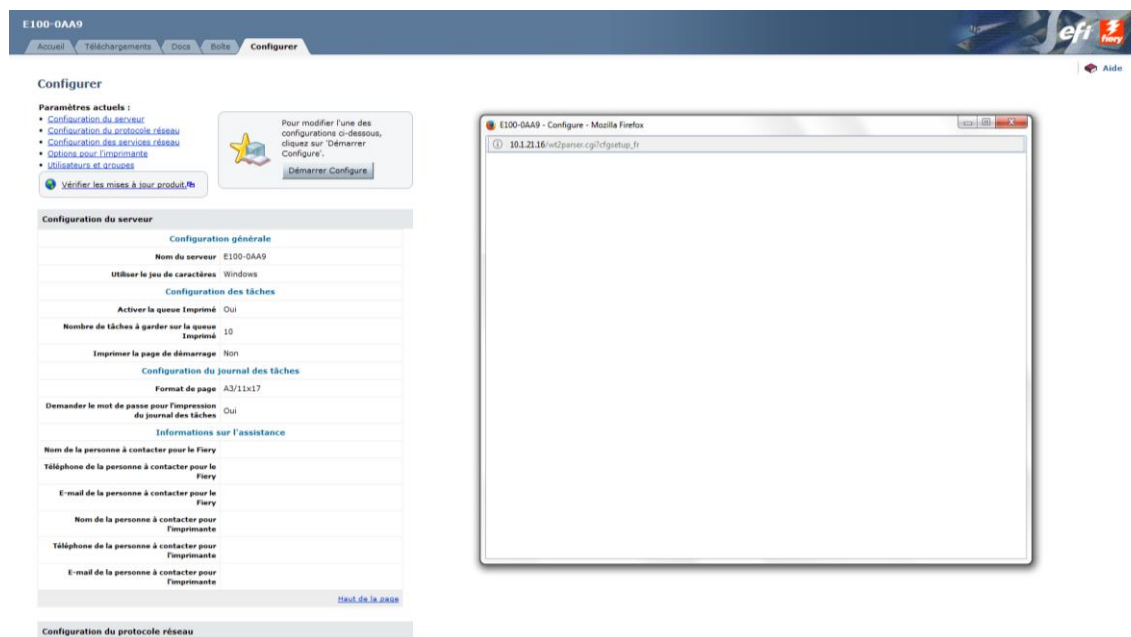 E100-0AA9
Accueil Téléchargements Docs Boîte Configurer
efi
fiery
Aide
Configurer
Paramètres actuels :
• Configuration du serveur
• Configuration du protocole réseau
• Configuration des services réseau
• Options pour l'imprimante
• Utilisateurs et groupes
Vérifier les mises à jour produit.
Pour modifier l'une des
configurations ci-dessous,
cliquez sur 'Démarrer
Configure'.
Démarrer Configure
Configuration du serveur
Configuration générale
Nom du serveur E100-0AA9
Utiliser le jeu de caractères Windows
Configuration des tâches
Activer la queue Imprimé Oui
Nombre de tâches à garder sur la queue
Imprimé 10
Imprimer la page de démarrage Non
Configuration du journal des tâches
Format de page A3/11x17
Demander le mot de passe pour l'impression
du journal des tâches Oui
Informations sur l'assistance
Nom de la personne à contacter pour le Fiery
Téléphone de la personne à contacter pour le
Fiery
E-mail de la personne à contacter pour le
Fiery
Nom de la personne à contacter pour
l'imprimante
Téléphone de la personne à contacter pour
l'imprimante
E-mail de la personne à contacter pour
l'imprimante
Haut de la page
Configuration du protocole réseau
E100-0AA9 - Configure - Mozilla Firefox
10.1.21.16/wt2parser.cgi?cfgsetup_fr